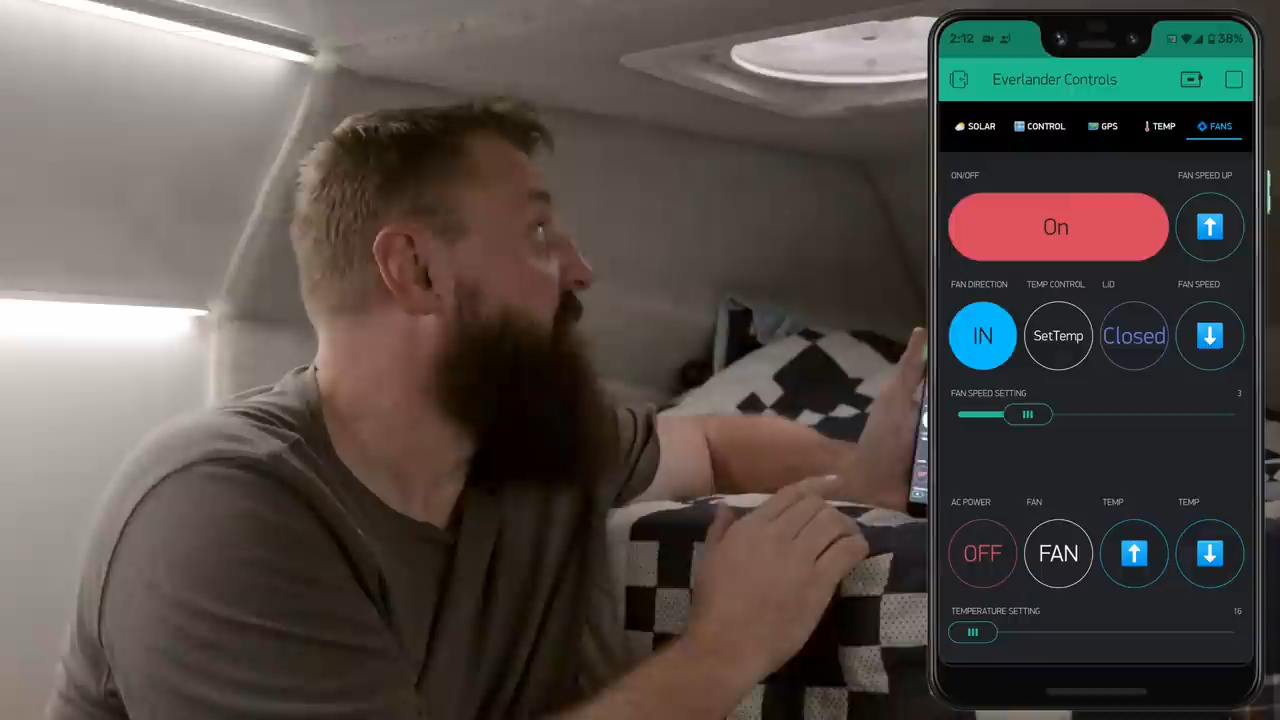 2:12 38%
Everlander Controls
SOLAR CONTROL GPS TEMP FANS
ON/OFF FAN SPEED UP
On
FAN DIRECTION TEMP CONTROL LID FAN SPEED
IN SetTemp Closed
FAN SPEED SETTING 3
AC POWER FAN TEMP TEMP
OFF FAN
TEMPERATURE SETTING 16